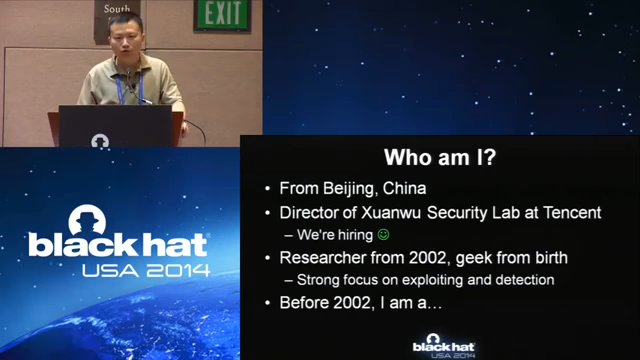 South
EXIT
Who am I?
• From Beijing, China
• Director of Xuanwu Security Lab at Tencent
– We're hiring ☺
• Researcher from 2002, geek from birth
– Strong focus on exploiting and detection
• Before 2002, I am a…
black hat®
USA 2014
black hat
USA 2014